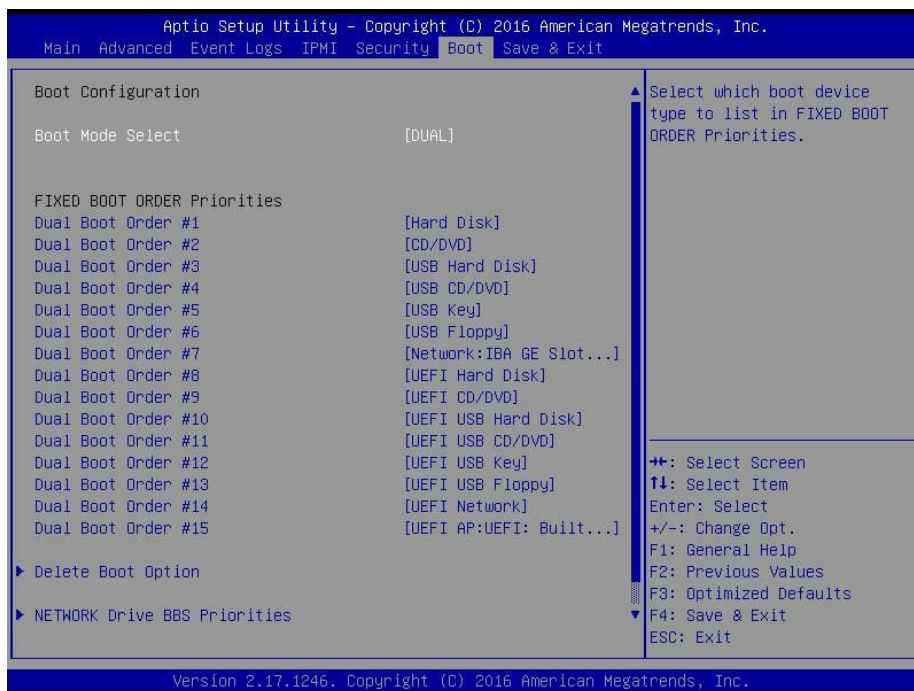 Aptio Setup Utility – Copyright (C) 2016 American Megatrends, Inc.
Main Advanced Event Logs IPMI Security Boot Save & Exit
Boot Configuration
Boot Mode Select [DUAL]
FIXED BOOT ORDER Priorities
Dual Boot Order #1 [Hard Disk]
Dual Boot Order #2 [CD/DVD]
Dual Boot Order #3 [USB Hard Disk]
Dual Boot Order #4 [USB CD/DVD]
Dual Boot Order #5 [USB Key]
Dual Boot Order #6 [USB Floppy]
Dual Boot Order #7 [Network:IBA GE Slot...]
Dual Boot Order #8 [UEFI Hard Disk]
Dual Boot Order #9 [UEFI CD/DVD]
Dual Boot Order #10 [UEFI USB Hard Disk]
Dual Boot Order #11 [UEFI USB CD/DVD]
Dual Boot Order #12 [UEFI USB Key]
Dual Boot Order #13 [UEFI USB Floppy]
Dual Boot Order #14 [UEFI Network]
Dual Boot Order #15 [UEFI AP:UEFI: Built...]
Delete Boot Option
NETWORK Drive BBS Priorities
Select which boot device
type to list in FIXED BOOT
ORDER Priorities.
→←: Select Screen
↑↓: Select Item
Enter: Select
+/-: Change Opt.
F1: General Help
F2: Previous Values
F3: Optimized Defaults
F4: Save & Exit
ESC: Exit
Version 2.17.1246. Copyright (C) 2016 American Megatrends, Inc.